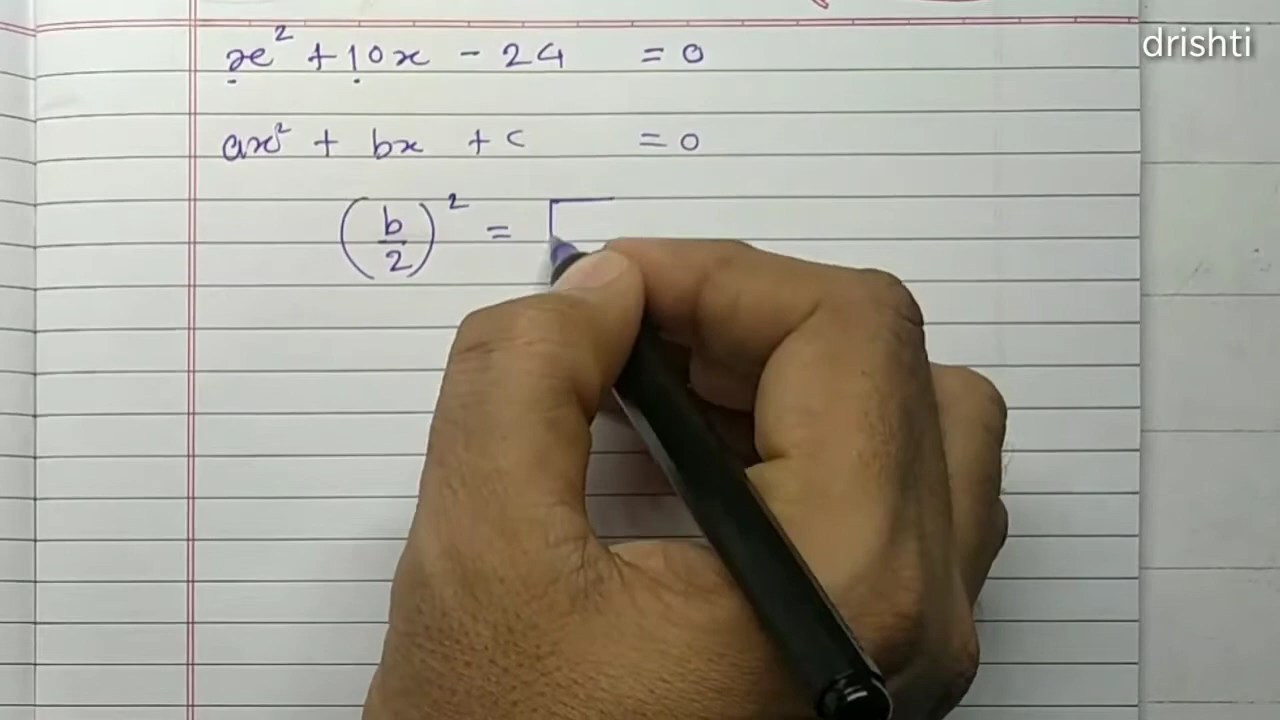 x² + 10x - 24 = 0
drishti
ax² + bx + c = 0
(b/2)² =